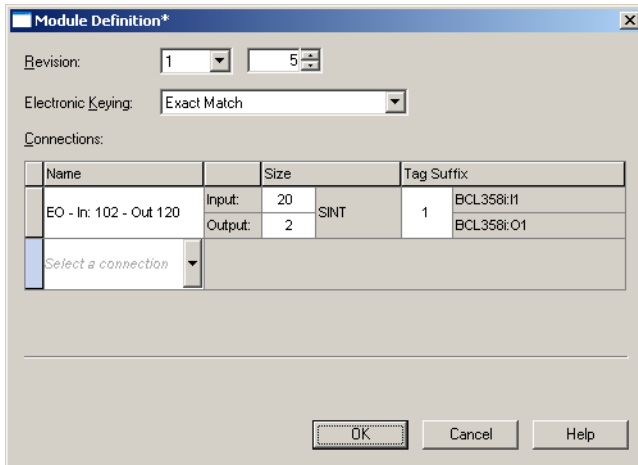 Module Definition*
Revision: 1 5
Electronic Keying: Exact Match
Connections:
Name Size Tag Suffix
EO - In: 102 - Out 120 Input: 20 SINT 1 BCL358i:I1
Output: 2 BCL358i:O1
Select a connection
OK Cancel Help